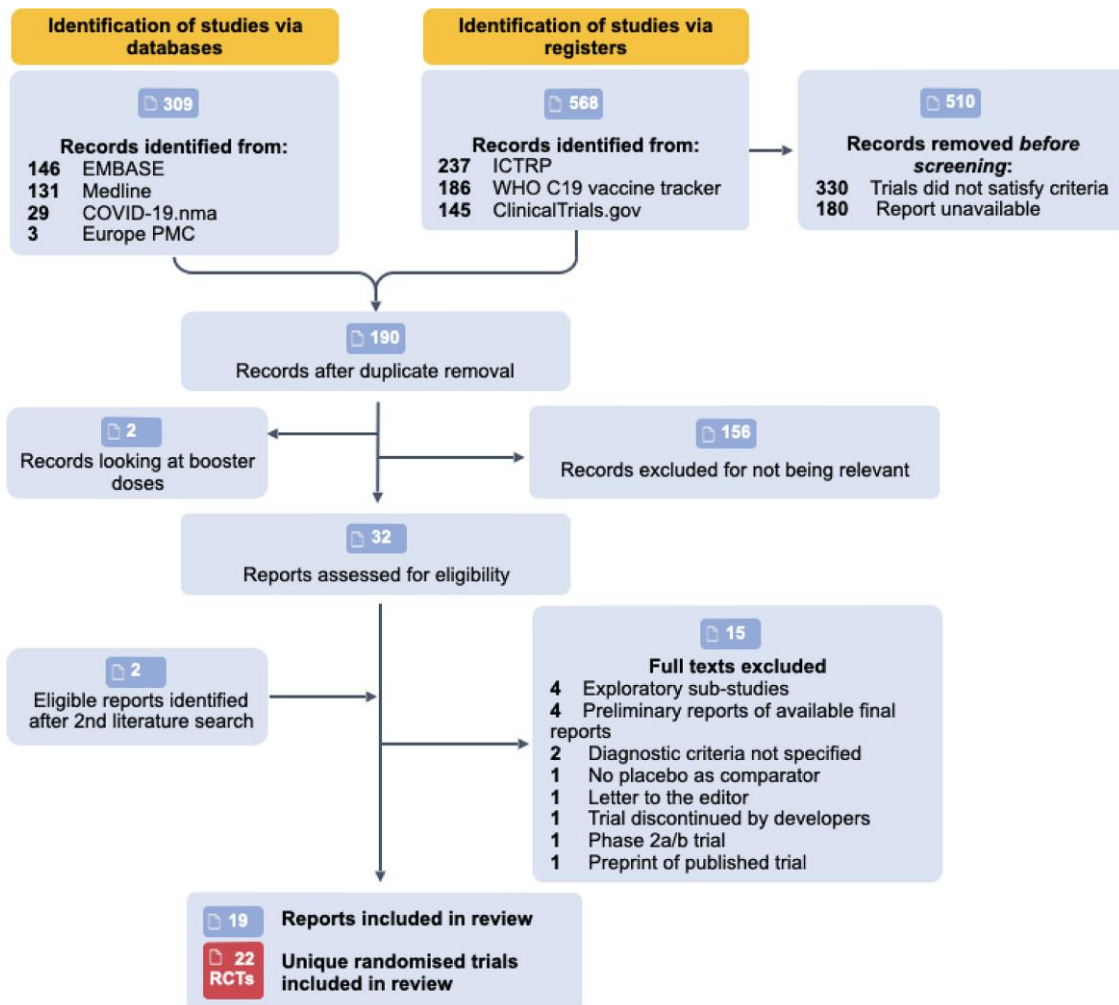 Identification of studies via
databases
309
Records identified from:
146 EMBASE
131 Medline
29 COVID-19.nma
3 Europe PMC
Identification of studies via
registers
568
Records identified from:
237 ICTRP
186 WHO C19 vaccine tracker
145 ClinicalTrials.gov
510
Records removed before
screening:
330 Trials did not satisfy criteria
180 Report unavailable
190
Records after duplicate removal
2
Records looking at booster
doses
156
Records excluded for not being relevant
32
Reports assessed for eligibility
2
Eligible reports identified
after 2nd literature search
15
Full texts excluded
4 Exploratory sub-studies
4 Preliminary reports of available final
reports
2 Diagnostic criteria not specified
1 No placebo as comparator
1 Letter to the editor
1 Trial discontinued by developers
1 Phase 2a/b trial
1 Preprint of published trial
19 Reports included in review
22
RCTs
Unique randomised trials
included in review